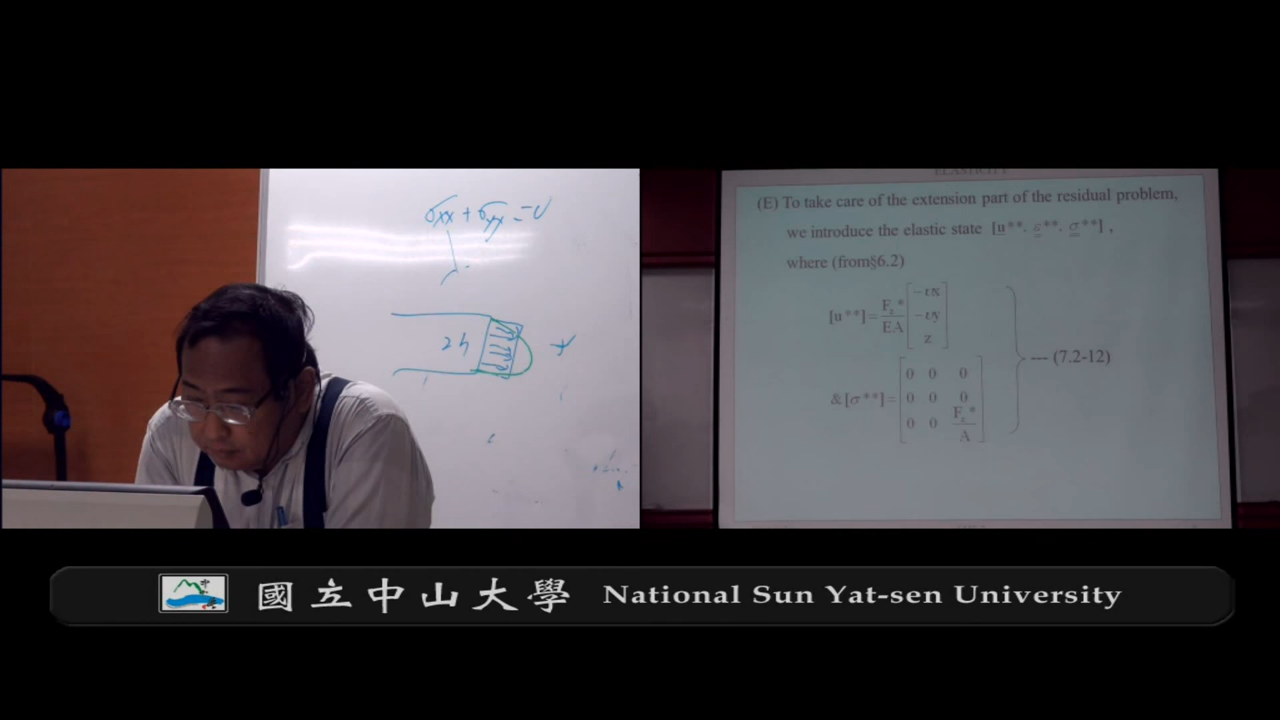 σxx + σyy = ν
2h
ELASTICITY
(E) To take care of the extension part of the residual problem,
we introduce the elastic state [u**, ε**, σ**] ,
where (from§6.2)
[u**]= Fz* / EA [ -νx -νy z ]
--- (7.2-12)
&[σ**]= [ 0 0 0
0 0 0
0 0 Fz* / A ]
國立中山大學 National Sun Yat-sen University